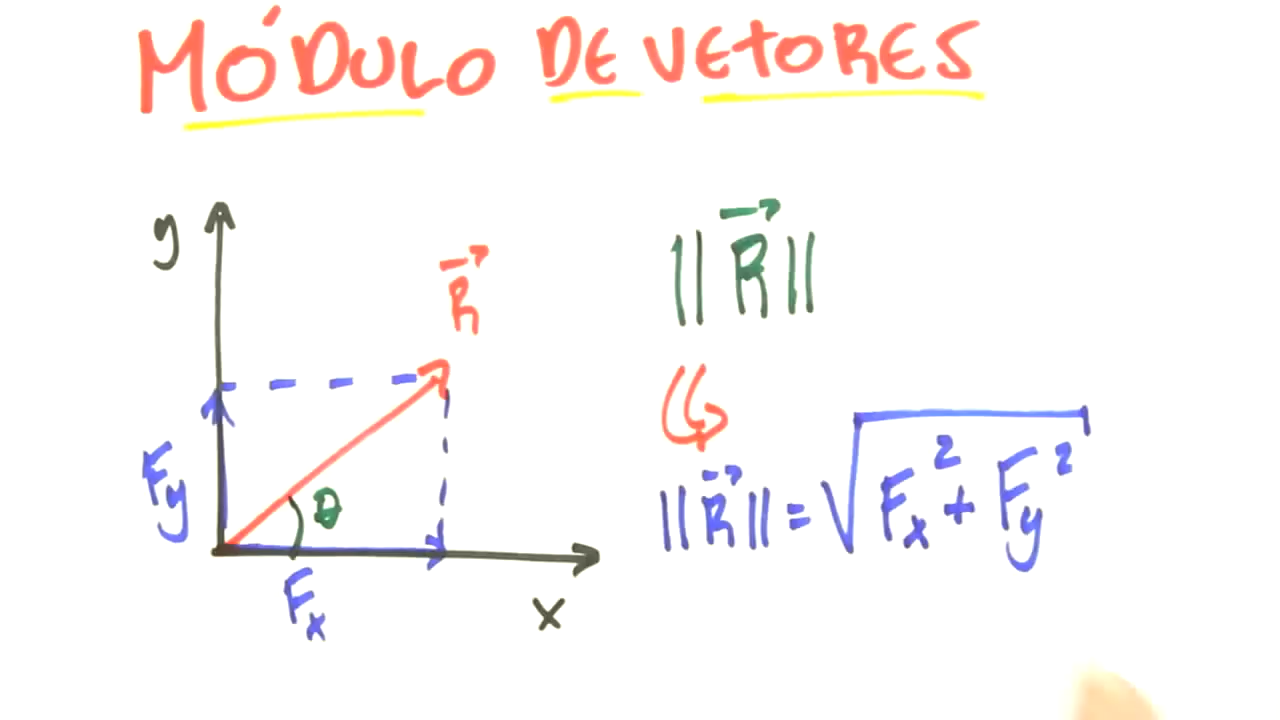 MÓDULO DE VETORES
y
R⃗
||R⃗||
θ
Fy
||R⃗|| = √Fx² + Fy²
Fx
x